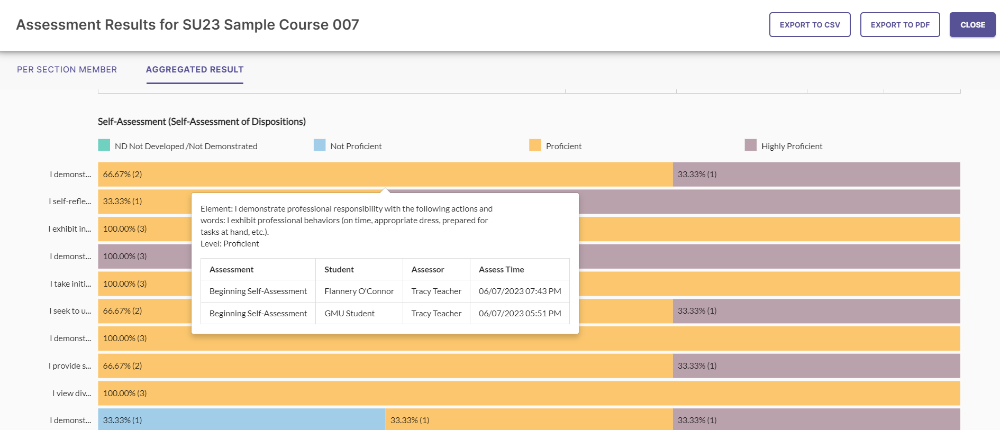 Assessment Results for SU23 Sample Course 007
EXPORT TO CSV
EXPORT TO PDF
CLOSE
PER SECTION MEMBER
AGGREGATED RESULT
Self-Assessment (Self-Assessment of Dispositions)
ND Not Developed /Not Demonstrated
Not Proficient
Proficient
Highly Proficient
I demonst... 66.67% (2) 33.33% (1)
I self-refle... 33.33% (1)
Element: I demonstrate professional responsibility with the following actions and
words: I exhibit professional behaviors (on time, appropriate dress, prepared for
tasks at hand, etc.).
Level: Proficient
Assessment Student Assessor Assess Time
Beginning Self-Assessment Flannery O'Connor Tracy Teacher 06/07/2023 07:43 PM
Beginning Self-Assessment GMU Student Tracy Teacher 06/07/2023 05:51 PM
I exhibit in... 100.00% (3)
I demonst... 100.00% (3)
I take initi... 100.00% (3)
I seek to u... 66.67% (2) 33.33% (1)
I demonst... 100.00% (3)
I provide s... 66.67% (2) 33.33% (1)
I view div... 100.00% (3)
I demonst... 33.33% (1) 33.33% (1) 33.33% (1)